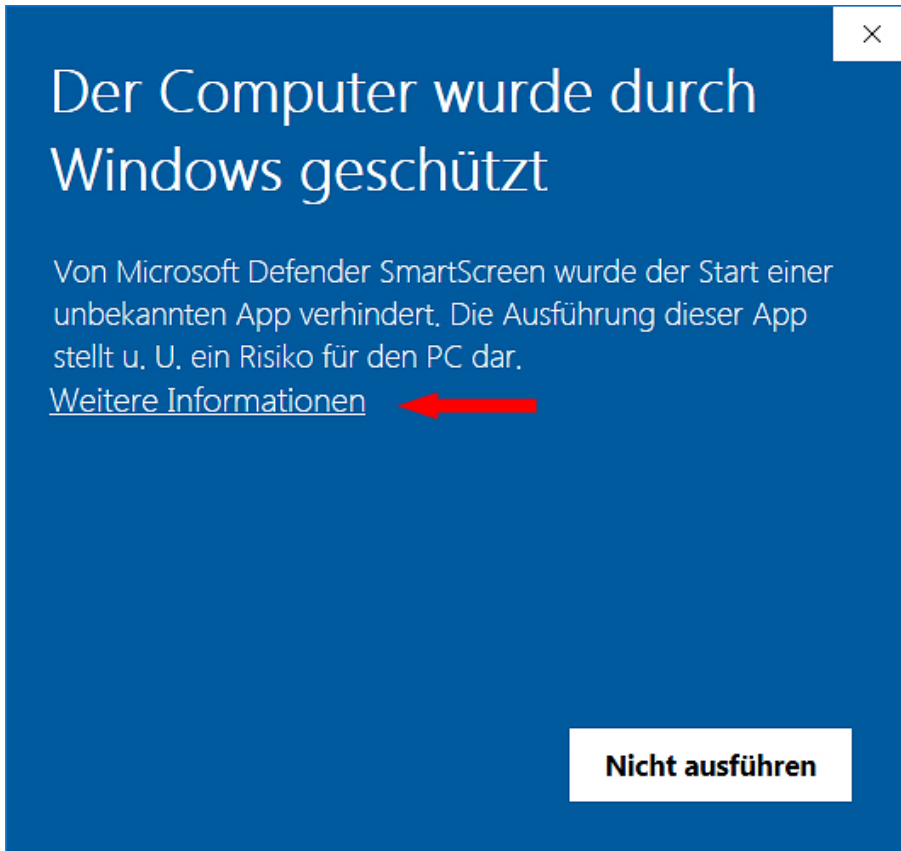 Der Computer wurde durch
Windows geschützt
Von Microsoft Defender SmartScreen wurde der Start einer
unbekannten App verhindert. Die Ausführung dieser App
stellt u. U. ein Risiko für den PC dar.
Weitere Informationen
Nicht ausführen